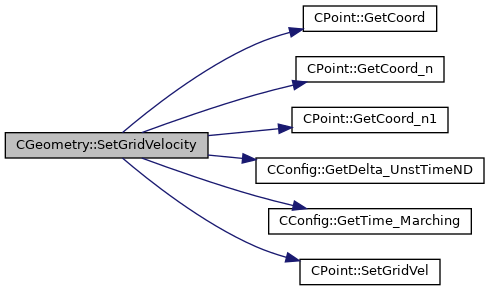 CPoint::GetCoord
CPoint::GetCoord_n
CPoint::GetCoord_n1
CGeometry::SetGridVelocity
CConfig::GetDelta_UnstTimeND
CConfig::GetTime_Marching
CPoint::SetGridVel